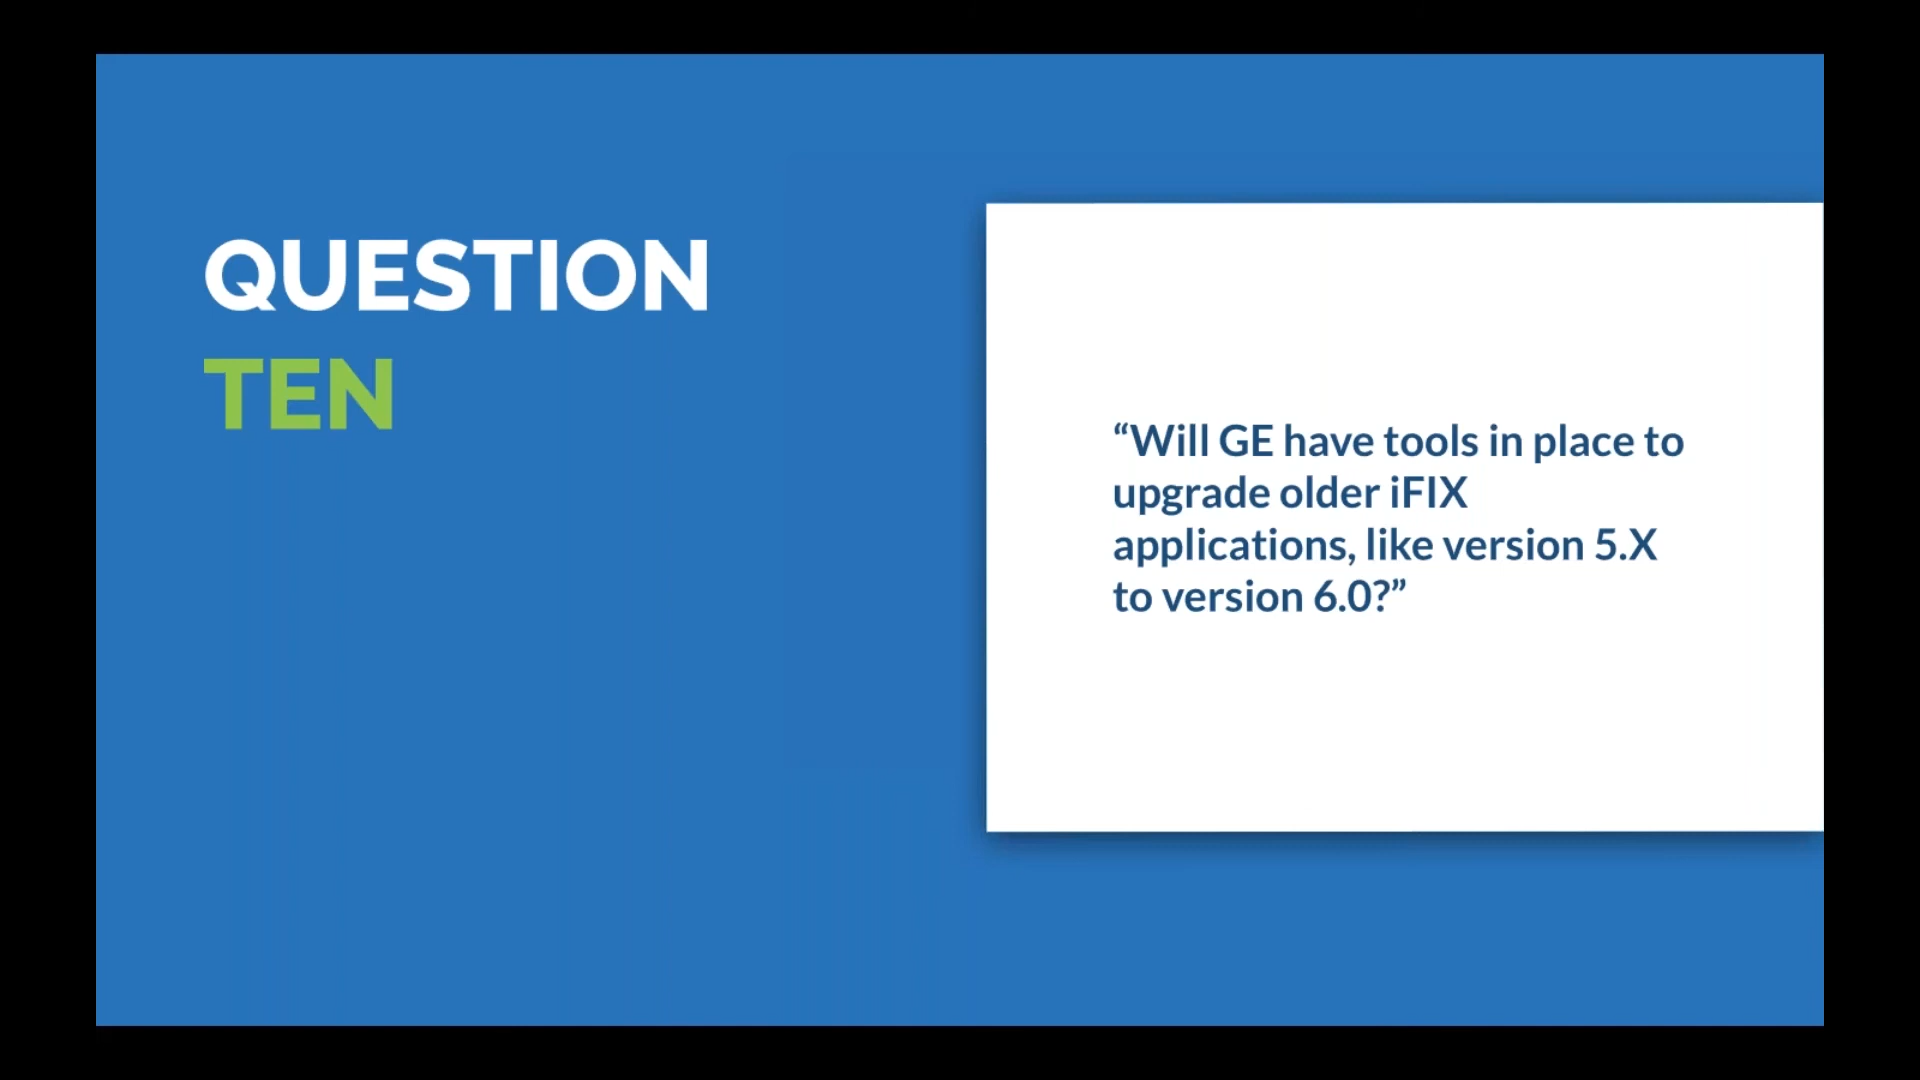 QUESTION
TEN
“Will GE have tools in place to
upgrade older iFIX
applications, like version 5.X
to version 6.0?”